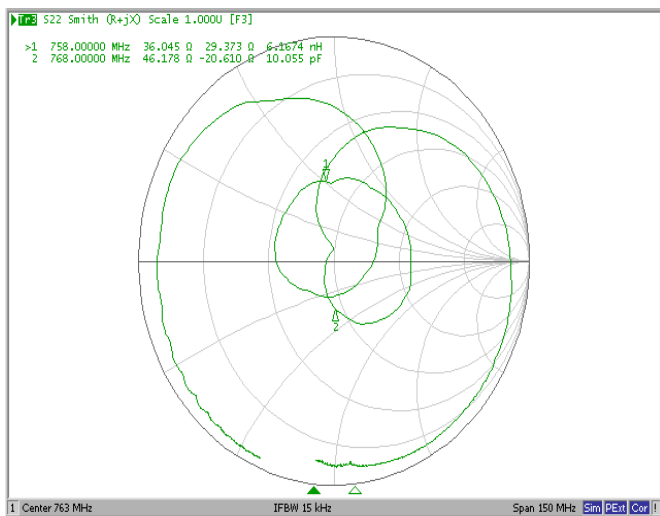 Tr3 S22 Smith (R+jX) Scale 1.000U [F3]
>1 758.00000 MHz 36.045 Ω 29.373 Ω 6.1674 nH
2 768.00000 MHz 46.178 Ω -20.610 Ω 10.055 pF
1
2
1 Center 763 MHz IFBW 15 kHz Span 150 MHz Sim PExt Cor !